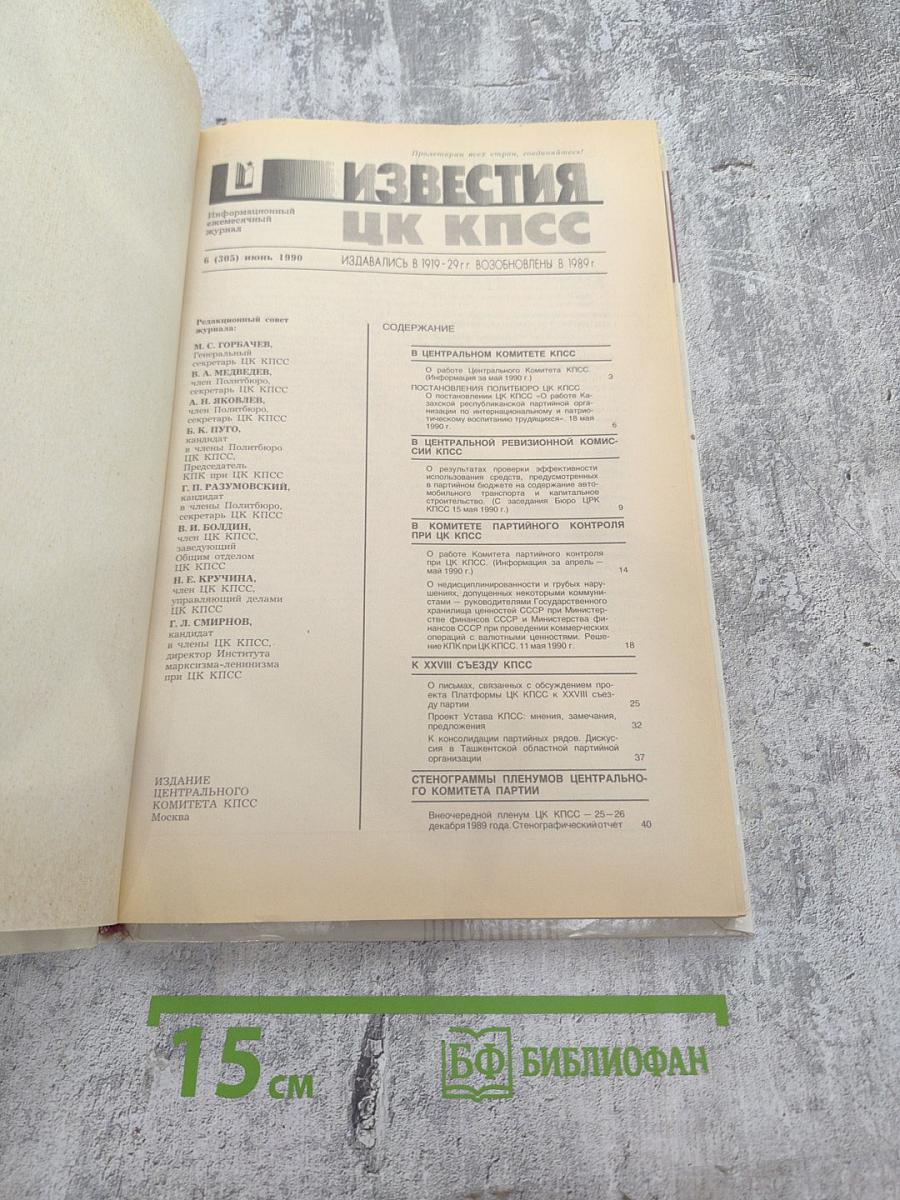 Пролетарии всех стран, соединяйтесь!
ИЗВЕСТИЯ
ЦК КПСС
Информационный
ежемесячный
журнал
6 (305) июнь 1990
ИЗДАВАЛИСЬ В 1919-29 г г. ВОЗОБНОВЛЕНЫ В 1989 г.
Редакционный совет
журнала:
М. С. ГОРБАЧЕВ,
Генеральный
секретарь ЦК КПСС
В. А. МЕДВЕДЕВ,
член Политбюро,
секретарь ЦК КПСС
А. Н. ЯКОВЛЕВ,
член Политбюро,
секретарь ЦК КПСС
Б. К. ПУГО,
кандидат
в члены Политбюро
ЦК КПСС,
Председатель
КПК при ЦК КПСС
Г. П. РАЗУМОВСКИЙ,
кандидат
в члены Политбюро,
секретарь ЦК КПСС
В. И. БОЛДИН,
член ЦК КПСС,
заведующий
Общим отделом
ЦК КПСС
Н. Е. КРУЧИНА,
член ЦК КПСС,
управляющий делами
ЦК КПСС
Г. Л. СМИРНОВ,
кандидат
в члены ЦК КПСС,
директор Института
марксизма-ленинизма
при ЦК КПСС
ИЗДАНИЕ
ЦЕНТРАЛЬНОГО
КОМИТЕТА КПСС
Москва
СОДЕРЖАНИЕ
В ЦЕНТРАЛЬНОМ КОМИТЕТЕ КПСС
О работе Центрального Комитета КПСС.
(Информация за май 1990 г.) 3
ПОСТАНОВЛЕНИЯ ПОЛИТБЮРО ЦК КПСС
О постановлении ЦК КПСС «О работе Ка-
захской республиканской партийной орга-
низации по интернациональному и патрио-
тическому воспитанию трудящихся». 18 мая
1990 г. 6
В ЦЕНТРАЛЬНОЙ РЕВИЗИОННОЙ КОМИС-
СИИ КПСС
О результатах проверки эффективности
использования средств, предусмотренных
в партийном бюджете на содержание авто-
мобильного транспорта и капитальное
строительство. (С заседания Бюро ЦРК
КПСС 15 мая 1990 г.) 9
В КОМИТЕТЕ ПАРТИЙНОГО КОНТРОЛЯ
ПРИ ЦК КПСС
О работе Комитета партийного контроля
при ЦК КПСС. (Информация за апрель —
май 1990 г.) 14
О недисциплинированности и грубых нару-
шениях, допущенных некоторыми коммуни-
стами — руководителями Государственного
хранилища ценностей СССР при Министер-
стве финансов СССР и Министерства фи-
нансов СССР при проведении коммерческих
операций с валютными ценностями. Реше-
ние КПК при ЦК КПСС. 11 мая 1990 г. 18
К XXVIII СЪЕЗДУ КПСС
О письмах, связанных с обсуждением про-
екта Платформы ЦК КПСС к XXVIII съез-
ду партии 25
Проект Устава КПСС: мнения, замечания,
предложения 32
К консолидации партийных рядов. Дискус-
сия в Ташкентской областной партийной
организации 37
СТЕНОГРАММЫ ПЛЕНУМОВ ЦЕНТРАЛЬНО-
ГО КОМИТЕТА ПАРТИИ
Внеочередной пленум ЦК КПСС — 25—26
декабря 1989 года. Стенографический отчет 40
15 см
БФ БИБЛИОФАН